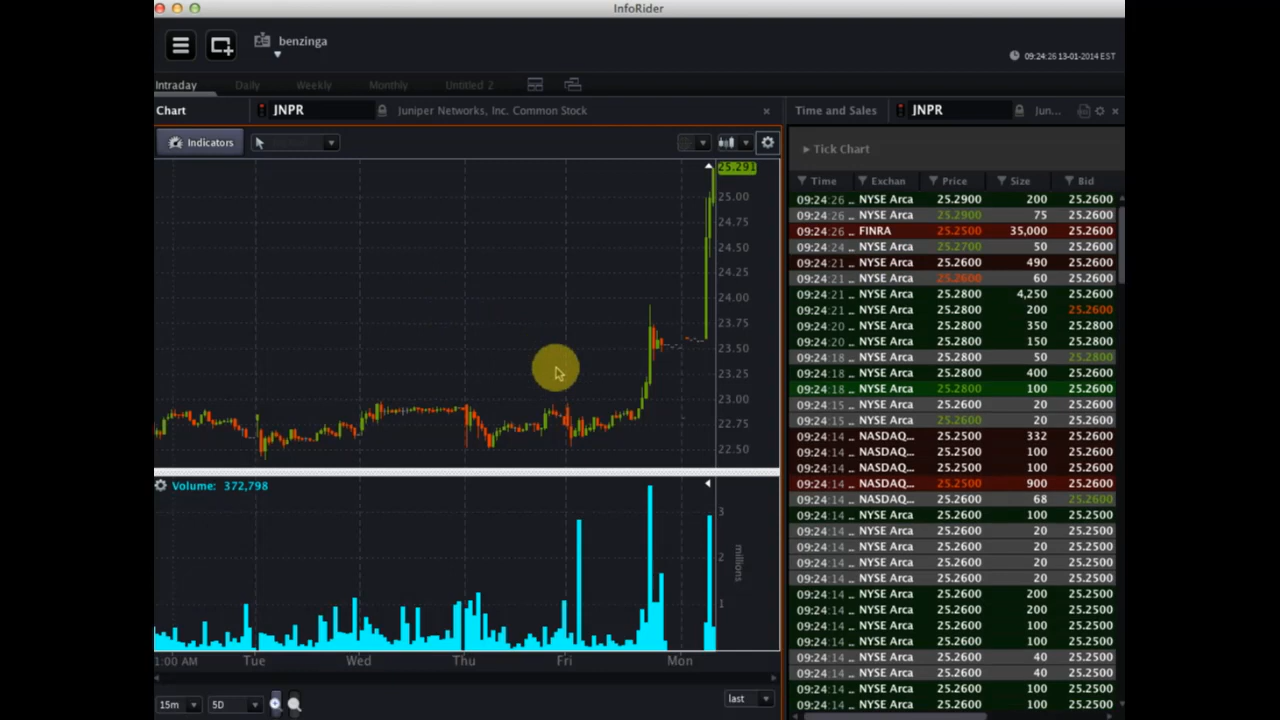 InfoRider
benzinga
09:24:26 13-01-2014 EST
Intraday Daily Weekly Monthly Untitled 2
Chart JNPR Juniper Networks, Inc. Common Stock
Time and Sales JNPR Jun...
Indicators
Tick Chart
Time Exchan Price Size Bid
25.291
25.00
24.75
24.50
24.25
24.00
23.75
23.50
23.25
23.00
22.75
22.50
09:24:26 .. NYSE Arca 25.2900 200 25.2600
09:24:26 .. NYSE Arca 25.2900 75 25.2600
09:24:26 .. FINRA 25.2500 35,000 25.2600
09:24:24 .. NYSE Arca 25.2700 50 25.2600
09:24:21 .. NYSE Arca 25.2600 490 25.2600
09:24:21 .. NYSE Arca 25.2600 60 25.2600
09:24:21 .. NYSE Arca 25.2800 4,250 25.2600
09:24:21 .. NYSE Arca 25.2800 200 25.2600
09:24:20 .. NYSE Arca 25.2800 350 25.2800
09:24:20 .. NYSE Arca 25.2800 150 25.2800
09:24:18 .. NYSE Arca 25.2800 50 25.2800
09:24:18 .. NYSE Arca 25.2800 400 25.2600
09:24:18 .. NYSE Arca 25.2800 100 25.2600
09:24:15 .. NYSE Arca 25.2600 20 25.2600
09:24:15 .. NYSE Arca 25.2600 20 25.2600
09:24:14 .. NASDAQ... 25.2500 332 25.2600
09:24:14 .. NASDAQ... 25.2500 100 25.2600
09:24:14 .. NASDAQ... 25.2500 100 25.2600
09:24:14 .. NASDAQ... 25.2500 900 25.2600
09:24:14 .. NASDAQ... 25.2600 68 25.2600
09:24:14 .. NYSE Arca 25.2600 100 25.2500
09:24:14 .. NYSE Arca 25.2600 20 25.2500
09:24:14 .. NYSE Arca 25.2600 20 25.2500
09:24:14 .. NYSE Arca 25.2600 20 25.2500
09:24:14 .. NYSE Arca 25.2600 20 25.2500
09:24:14 .. NYSE Arca 25.2600 200 25.2500
09:24:14 .. NYSE Arca 25.2600 200 25.2500
09:24:14 .. NYSE Arca 25.2600 100 25.2500
09:24:14 .. NYSE Arca 25.2600 100 25.2500
09:24:14 .. NYSE Arca 25.2600 40 25.2500
09:24:14 .. NYSE Arca 25.2600 40 25.2500
09:24:14 .. NYSE Arca 25.2600 100 25.2500
09:24:14 .. NYSE Arca 25.2600 100 25.2500
Volume: 372,798
3
2
1
millions
1:00 AM Tue Wed Thu Fri Mon
15m 5D last